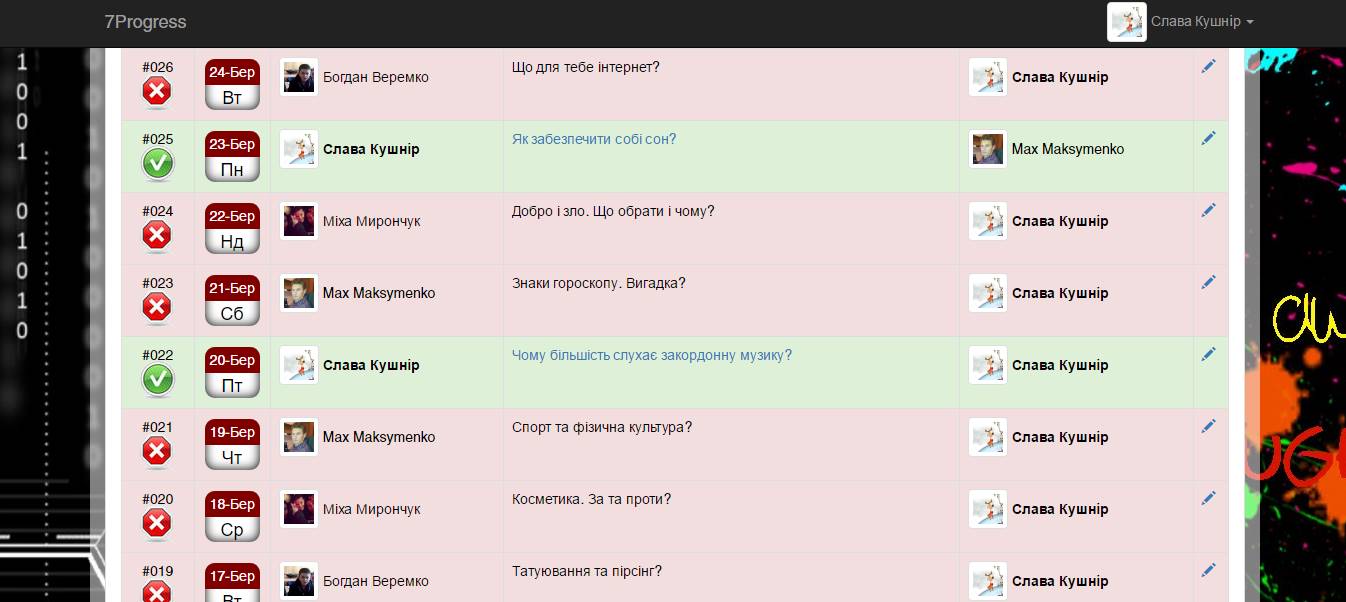 7Progress
Слава Кушнір
#026
24-Бер
Вт
Богдан Веремко
Що для тебе інтернет?
Слава Кушнір
#025
23-Бер
Пн
Слава Кушнір
Як забезпечити собі сон?
Max Maksymenko
#024
22-Бер
Нд
Міха Мирончук
Добро і зло. Що обрати і чому?
Слава Кушнір
#023
21-Бер
Сб
Max Maksymenko
Знаки гороскопу. Вигадка?
Слава Кушнір
#022
20-Бер
Пт
Слава Кушнір
Чому більшість слухає закордонну музику?
Слава Кушнір
#021
19-Бер
Чт
Max Maksymenko
Спорт та фізична культура?
Слава Кушнір
#020
18-Бер
Ср
Міха Мирончук
Косметика. За та проти?
Слава Кушнір
#019
17-Бер
Вт
Богдан Веремко
Татуювання та пірсінг?
Слава Кушнір
1
0
0
1
0
1
0
1
0